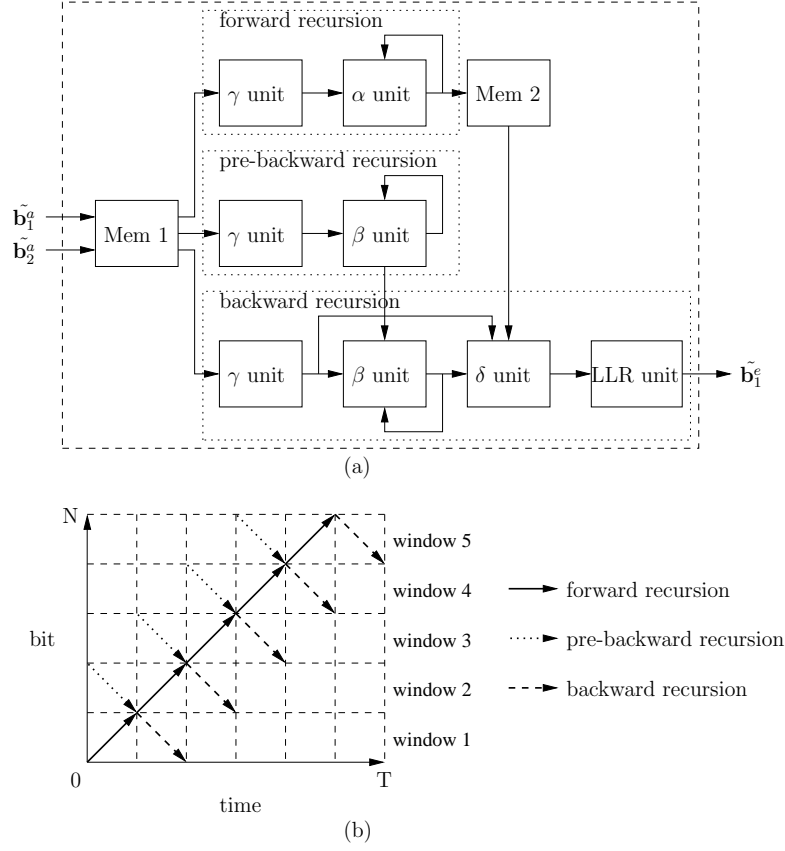 forward recursion
γ unit
α unit
Mem 2
pre-backward recursion
b̃₁ᵃ
b̃₂ᵃ
Mem 1
γ unit
β unit
backward recursion
γ unit
β unit
δ unit
LLR unit
b̃₁ᵉ
(a)
N
window 5
window 4
forward recursion
bit
window 3
pre-backward recursion
window 2
backward recursion
window 1
0
T
time
(b)